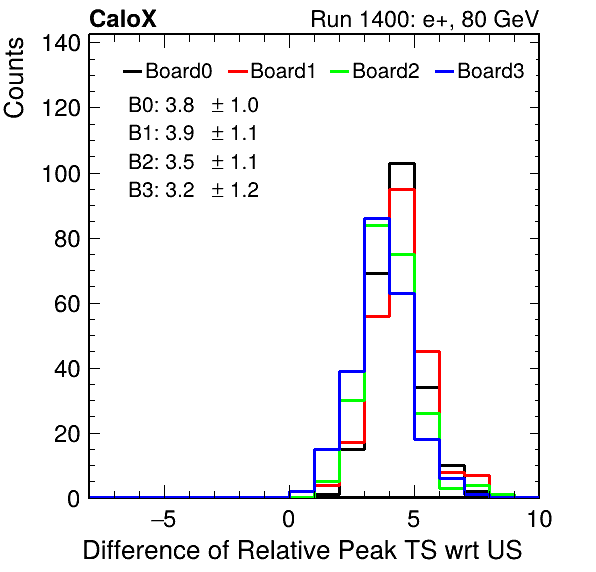 CaloX Run 1400: e+, 80 GeV
Counts
Board0 Board1 Board2 Board3
B0: 3.8 ± 1.0
B1: 3.9 ± 1.1
B2: 3.5 ± 1.1
B3: 3.2 ± 1.2
140
120
100
80
60
40
20
0
−5 0 5 10
Difference of Relative Peak TS wrt US